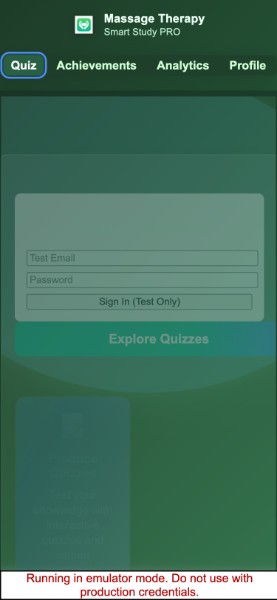 Massage Therapy
Smart Study PRO
Quiz Achievements Analytics Profile
Test Email
Password
Sign In (Test Only)
Explore Quizzes
Running in emulator mode. Do not use with
production credentials.